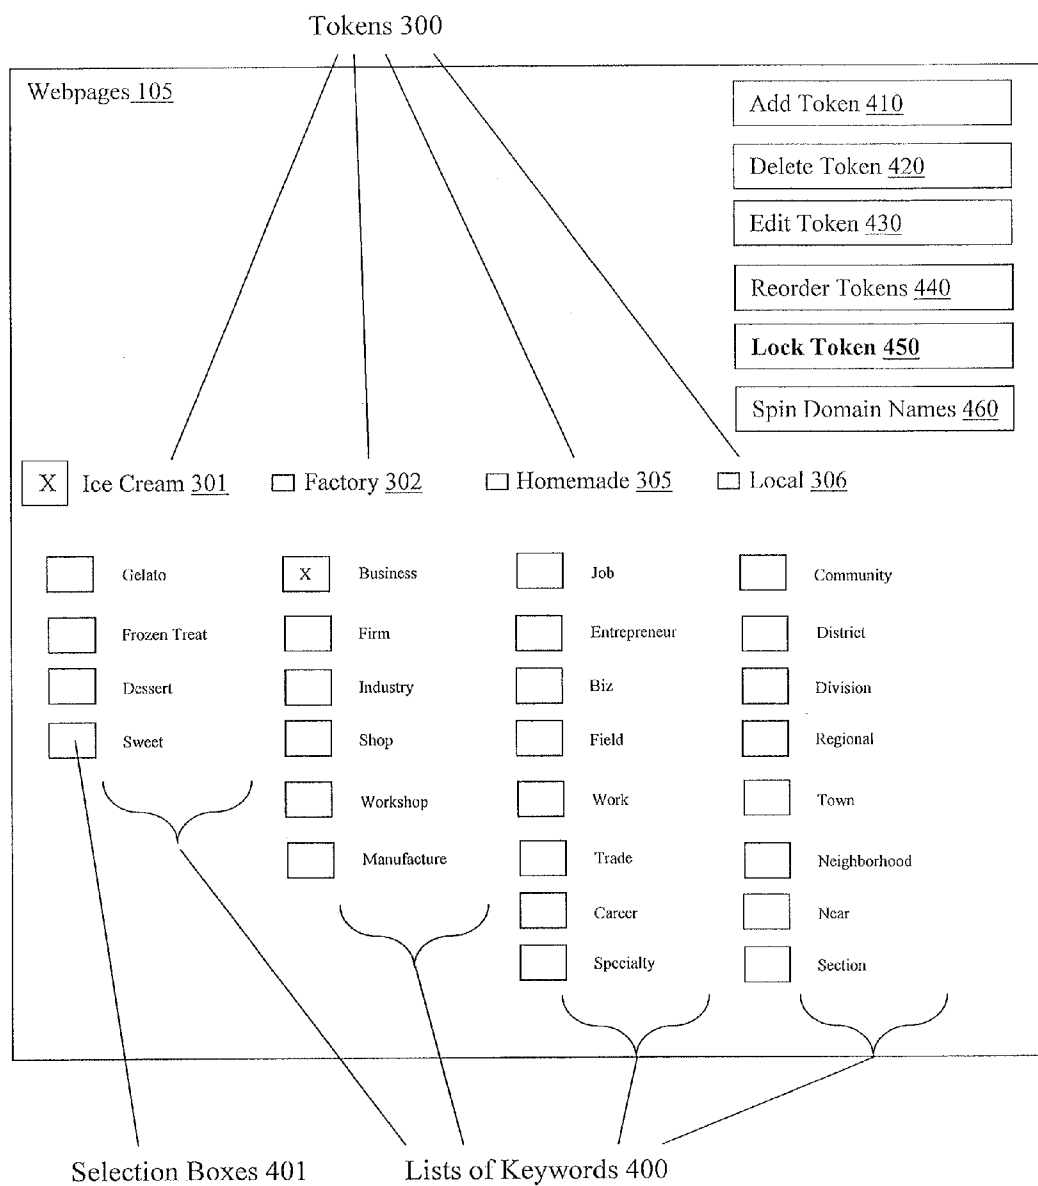 Tokens 300
Webpages 105
Add Token 410
Delete Token 420
Edit Token 430
Reorder Tokens 440
Lock Token 450
Spin Domain Names 460
X Ice Cream 301 Factory 302 Homemade 305 Local 306
Gelato X Business Job Community
Frozen Treat Firm Entrepreneur District
Dessert Industry Biz Division
Sweet Shop Field Regional
Workshop Work Town
Manufacture Trade Neighborhood
Career Near
Specialty Section
Selection Boxes 401 Lists of Keywords 400